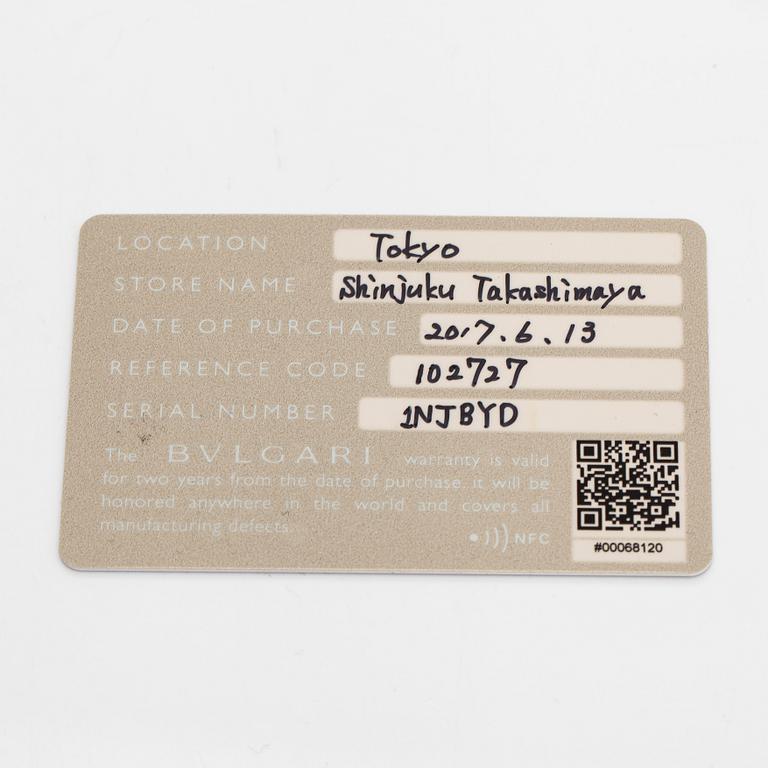 LOCATION Tokyo
STORE NAME Shinjuku Takashimaya
DATE OF PURCHASE 2017.6.13
REFERENCE CODE 102727
SERIAL NUMBER 1NJBYD
The BVLGARI warranty is valid
for two years from the date of purchase. it will be
honored anywhere in the world and covers all
manufacturing defects.
NFC
#00068120